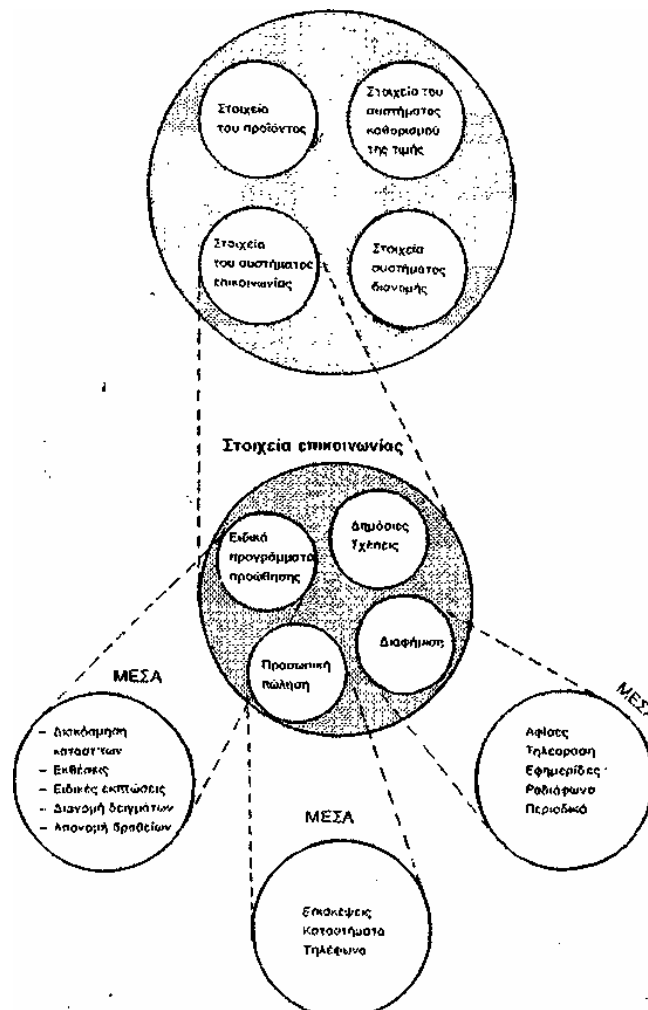 Στοιχεία
του προϊόντος
Στοιχεία του
συστήματος
καθορισμού
της τιμής
Στοιχεία
του συστήματος
επικοινωνίας
Στοιχεία
συστήματος
διανομής
Στοιχεία επικοινωνίας
Ειδικά
προγράμματα
προώθησης
Δημόσιες
Σχέσεις
Προσωπική
πώληση
Διαφήμιση
ΜΕΣΑ
– Διακόσμηση
καταστ/των
– Εκθέσεις
– Ειδικές εκπτώσεις
– Διανομή δειγμάτων
– Απονομή βραβείων
ΜΕΣΑ
Επισκέψεις
Καταστήματα
Τηλέφωνο
ΜΕΣΑ
Αφίσες
Τηλεόραση
Εφημερίδες
Ραδιόφωνο
Περιοδικά